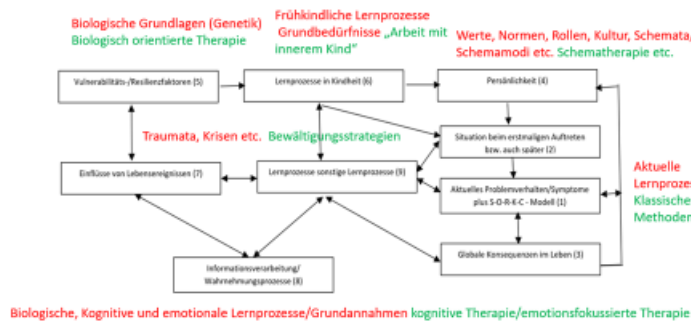 Biologische Grundlagen (Genetik)
Biologisch orientierte Therapie
Frühkindliche Lernprozesse
Grundbedürfnisse „Arbeit mit
innerem Kind“
Werte, Normen, Rollen, Kultur, Schemata,
Schemamodi etc. Schematherapie etc.
Vulnerabilitäts-/Resilienzfaktoren (5)
Lernprozesse in Kindheit (6)
Persönlichkeit (4)
Traumata, Krisen etc. Bewältigungsstrategien
Situation beim erstmaligen Auftreten
bzw. auch später (2)
Einflüsse von Lebensereignissen (7)
Lernprozesse sonstige Lernprozesse (9)
Aktuelles Problemverhalten/Symptome
plus S-O-R-K-C - Modell (1)
Aktuelle
Lernproze
Klassische
Methoden
Globale Konsequenzen im Leben (3)
Informationsverarbeitung/
Wahrnehmungsprozesse (8)
Biologische, Kognitive und emotionale Lernprozesse/Grundannahmen kognitive Therapie/emotionsfokussierte Therapie